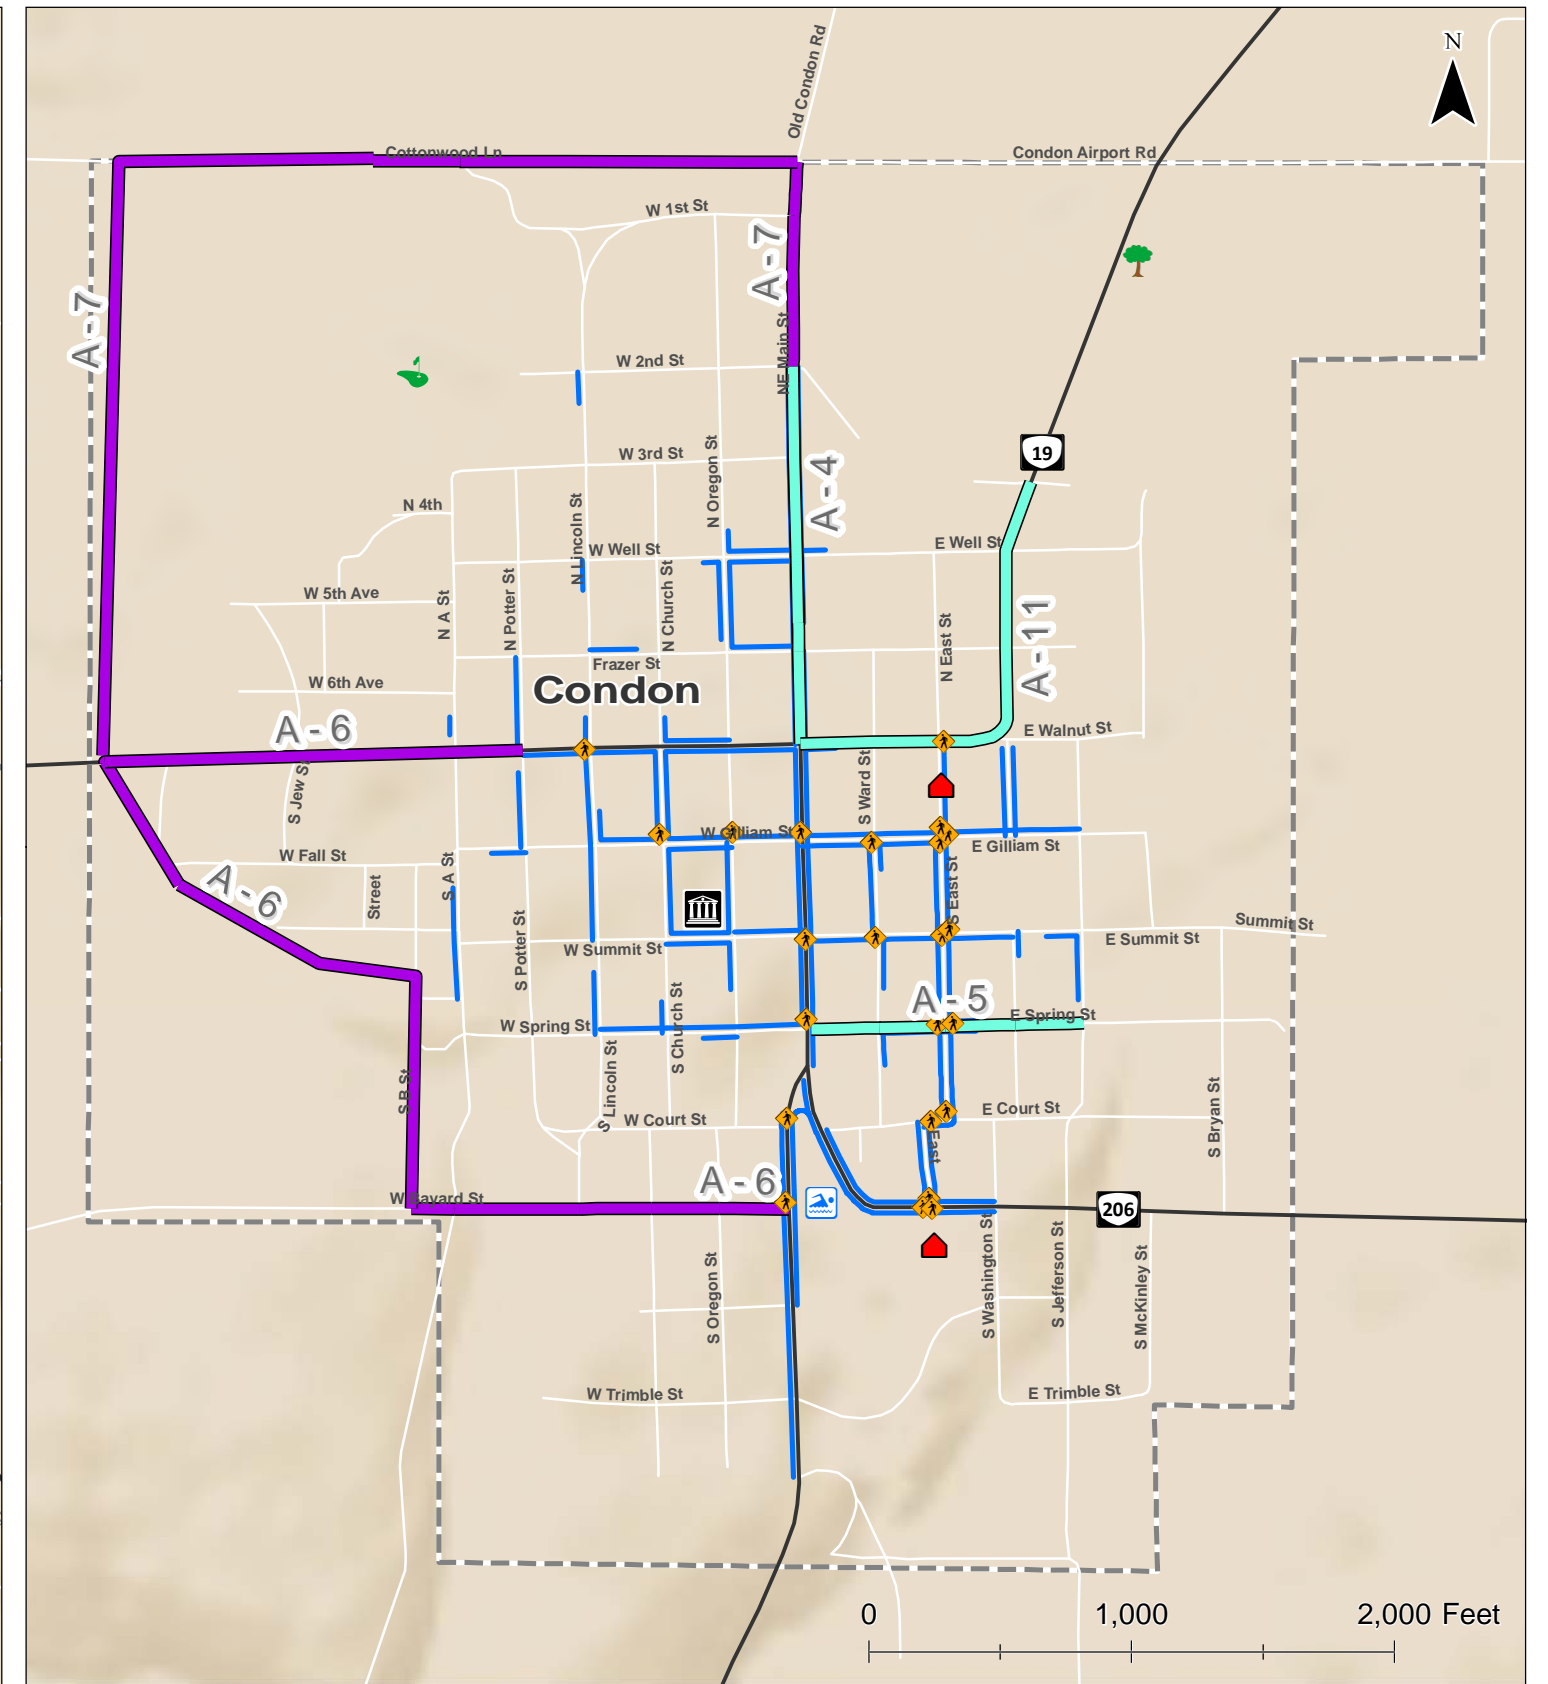 N
Old Condon Rd
Cottonwood Ln
Condon Airport Rd
W 1st St
A - 7
A - 7
NE Main St
W 2nd St
19
W 3rd St
N Oregon St
A - 4
N 4th
N Lincoln St
W Well St
E Well St
W 5th Ave
N A St
N Potter St
N Church St
N East St
A - 11
Frazer St
W 6th Ave
Condon
A - 6
E Walnut St
S Jew St
S Ward St
W Gilliam St
E Gilliam St
W Fall St
A - 6
Street
S A St
S East St
S Potter St
W Summit St
E Summit St
Summit St
A - 5
S Church St
W Spring St
E Spring St
S B St
S Lincoln St
W Court St
E Court St
East
S Bryan St
A - 6
W Bayard St
206
S Oregon St
S Washington St
S Jefferson St
S McKinley St
W Trimble St
E Trimble St
0 1,000 2,000 Feet